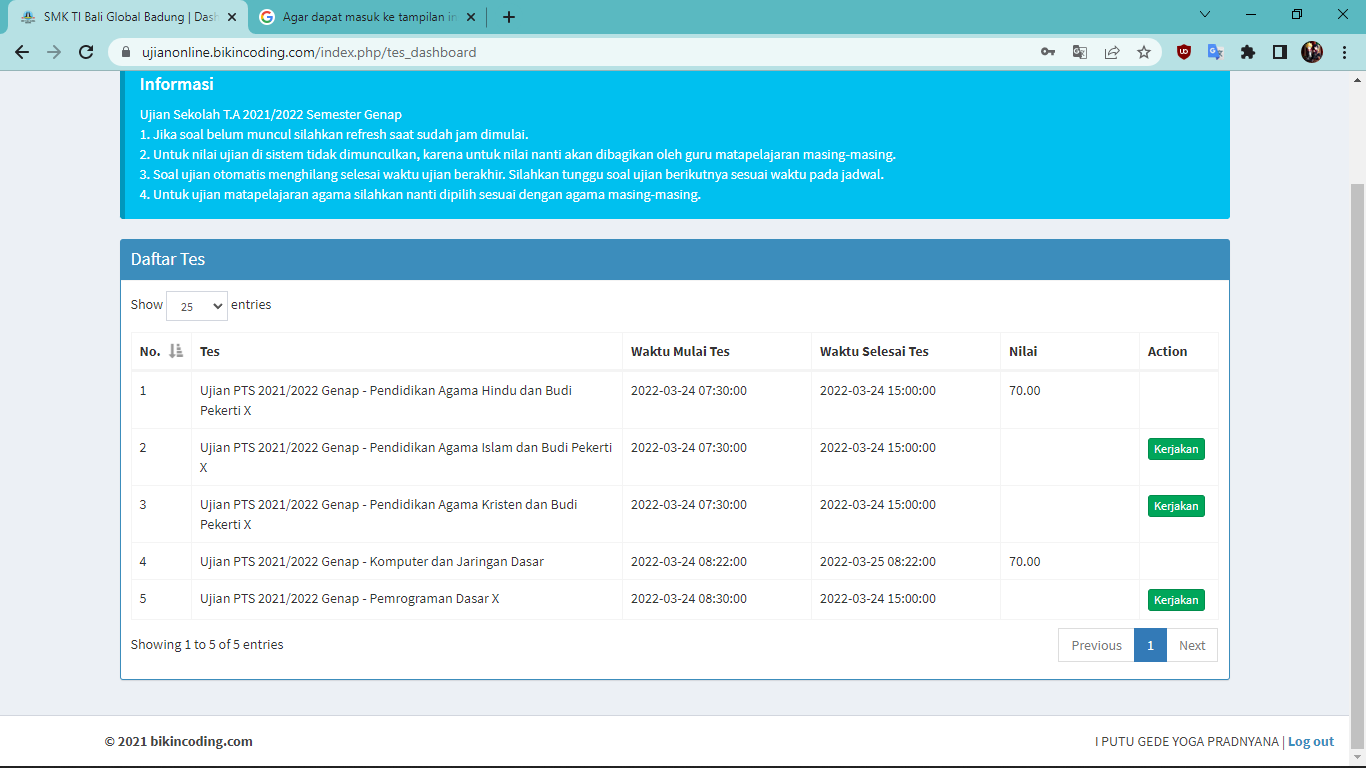 SMK TI Bali Global Badung | Dash
Agar dapat masuk ke tampilan in
ujianonline.bikincoding.com/index.php/tes_dashboard
Informasi
Ujian Sekolah T.A 2021/2022 Semester Genap
1. Jika soal belum muncul silahkan refresh saat sudah jam dimulai.
2. Untuk nilai ujian di sistem tidak dimunculkan, karena untuk nilai nanti akan dibagikan oleh guru matapelajaran masing-masing.
3. Soal ujian otomatis menghilang selesai waktu ujian berakhir. Silahkan tunggu soal ujian berikutnya sesuai waktu pada jadwal.
4. Untuk ujian matapelajaran agama silahkan nanti dipilih sesuai dengan agama masing-masing.
Daftar Tes
Show 25 entries
No. Tes Waktu Mulai Tes Waktu Selesai Tes Nilai Action
1 Ujian PTS 2021/2022 Genap - Pendidikan Agama Hindu dan Budi 2022-03-24 07:30:00 2022-03-24 15:00:00 70.00
Pekerti X
2 Ujian PTS 2021/2022 Genap - Pendidikan Agama Islam dan Budi Pekerti 2022-03-24 07:30:00 2022-03-24 15:00:00 Kerjakan
X
3 Ujian PTS 2021/2022 Genap - Pendidikan Agama Kristen dan Budi 2022-03-24 07:30:00 2022-03-24 15:00:00 Kerjakan
Pekerti X
4 Ujian PTS 2021/2022 Genap - Komputer dan Jaringan Dasar 2022-03-24 08:22:00 2022-03-25 08:22:00 70.00
5 Ujian PTS 2021/2022 Genap - Pemrograman Dasar X 2022-03-24 08:30:00 2022-03-24 15:00:00 Kerjakan
Showing 1 to 5 of 5 entries Previous 1 Next
© 2021 bikincoding.com I PUTU GEDE YOGA PRADNYANA | Log out